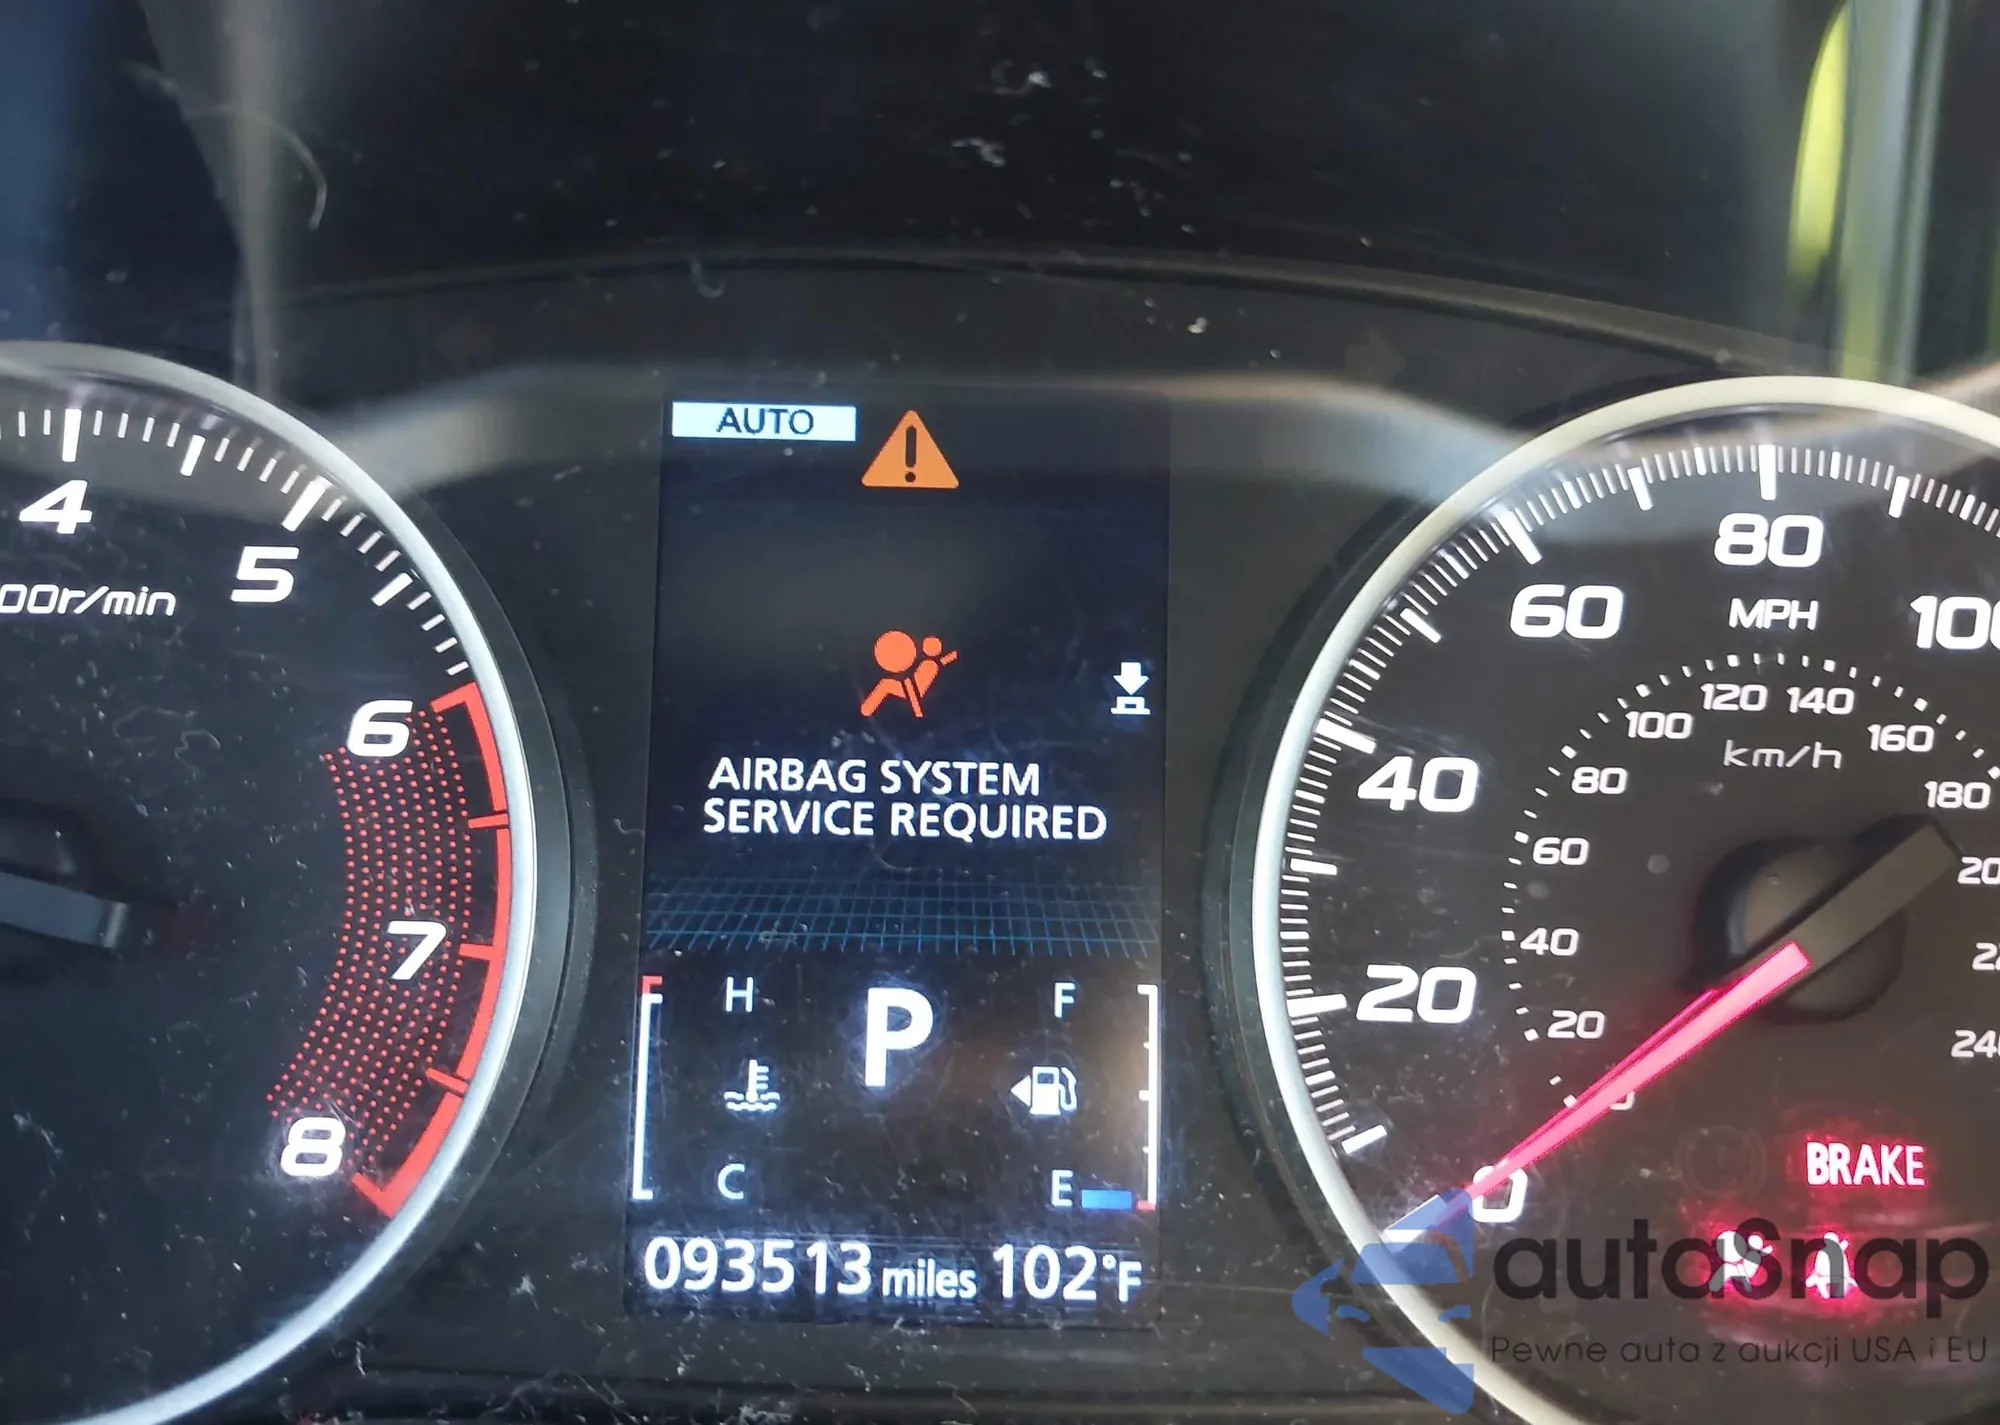 AUTO
4
5
00r/min
6
7
8
AIRBAG SYSTEM
SERVICE REQUIRED
H
P
F
C
E
093513 miles 102°F
80
60
MPH
100
120 140
100
160
km/h
40
80
180
60
20
40
20
0
BRAKE
autoSnap
Pewne auta z aukcji USA i EU